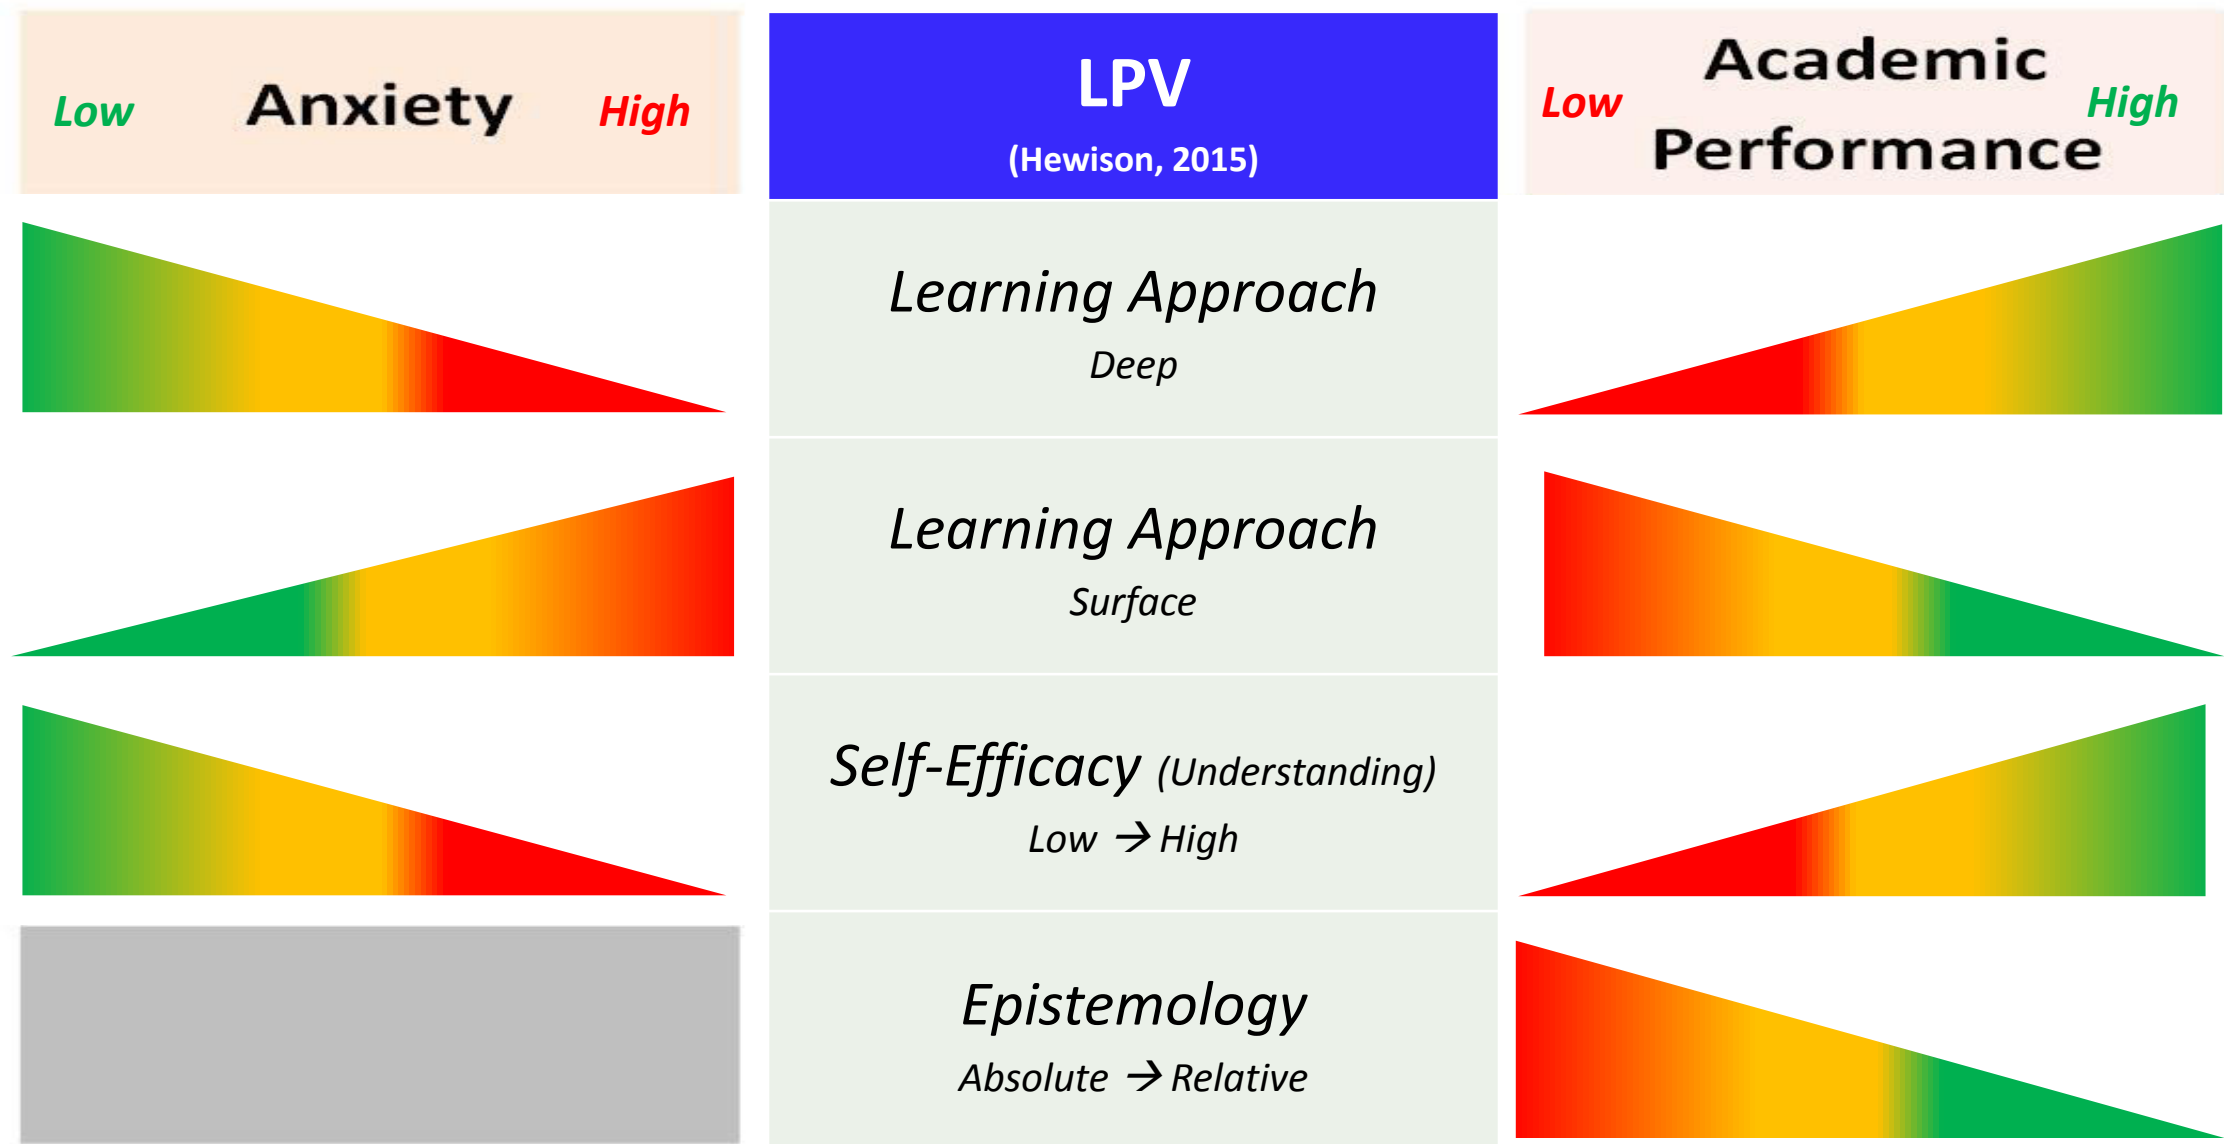 Low Anxiety High
LPV
(Hewison, 2015)
Low Academic High
Performance
Learning Approach
Deep
Learning Approach
Surface
Self-Efficacy (Understanding)
Low → High
Epistemology
Absolute → Relative